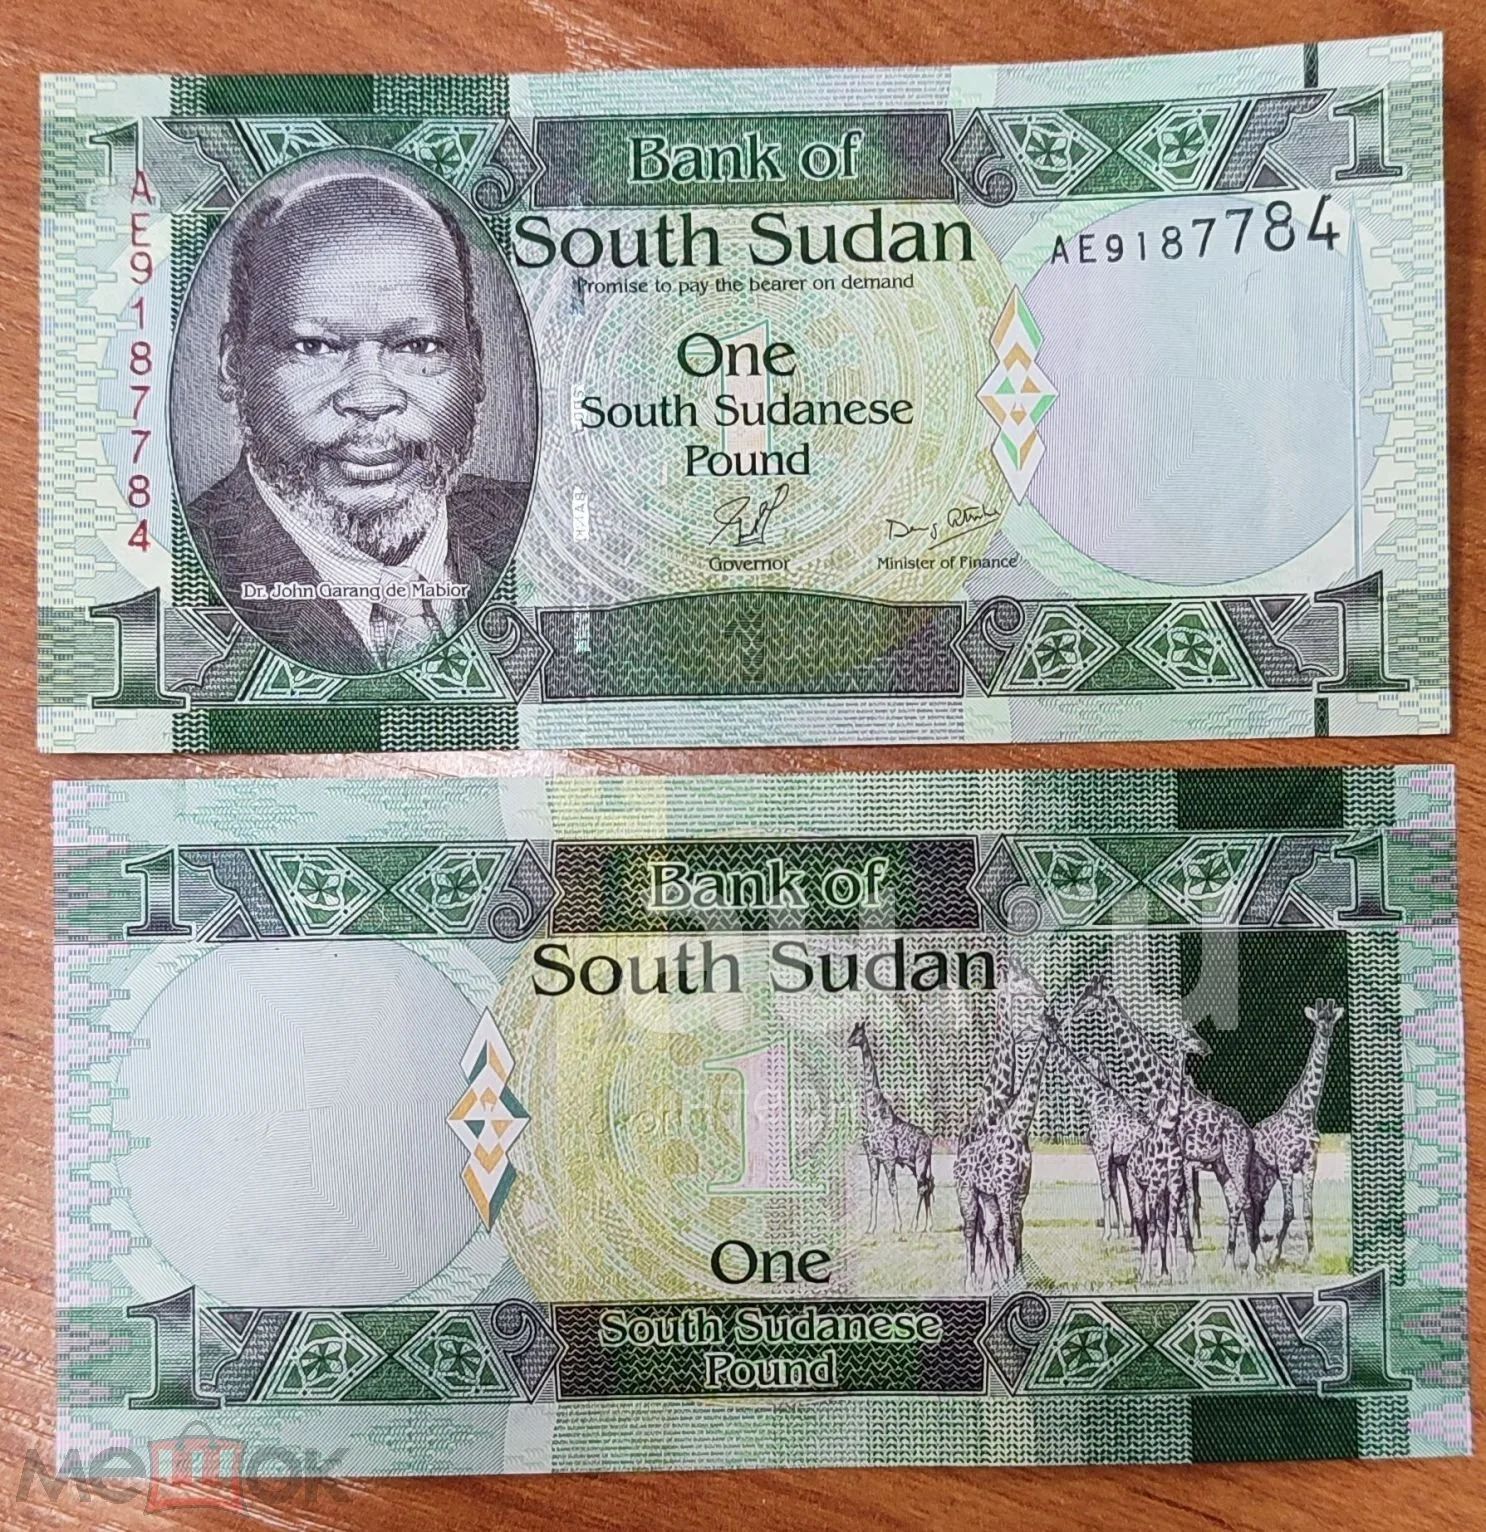 1
1
Bank of
South Sudan
Promise to pay the bearer on demand
AE9187784
AE9187784
One
South Sudanese
Pound
Governor
Minister of Finance
Dr. John Garang de Mabior
1
1
1
1
Bank of
South Sudan
1
One
South Sudanese
Pound
1
1
мешок